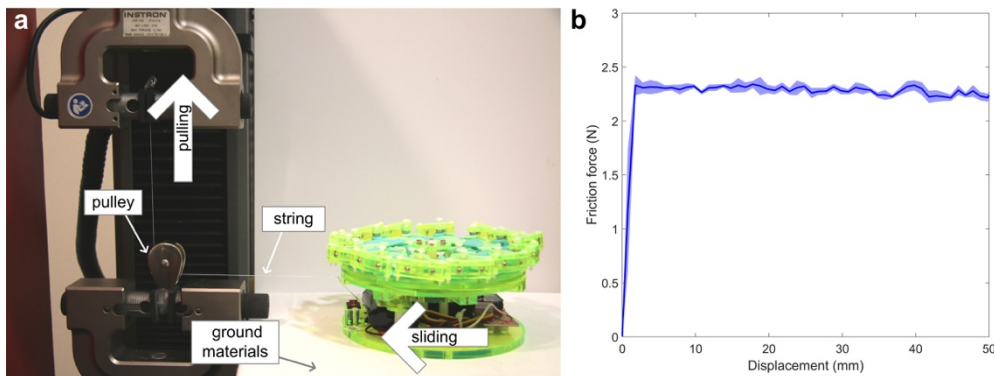 a
INSTRON
pulling
pulley
string
sliding
ground
materials
b
Friction force (N)
3
2.5
2
1.5
1
0.5
0
0
10
20
30
40
50
Displacement (mm)